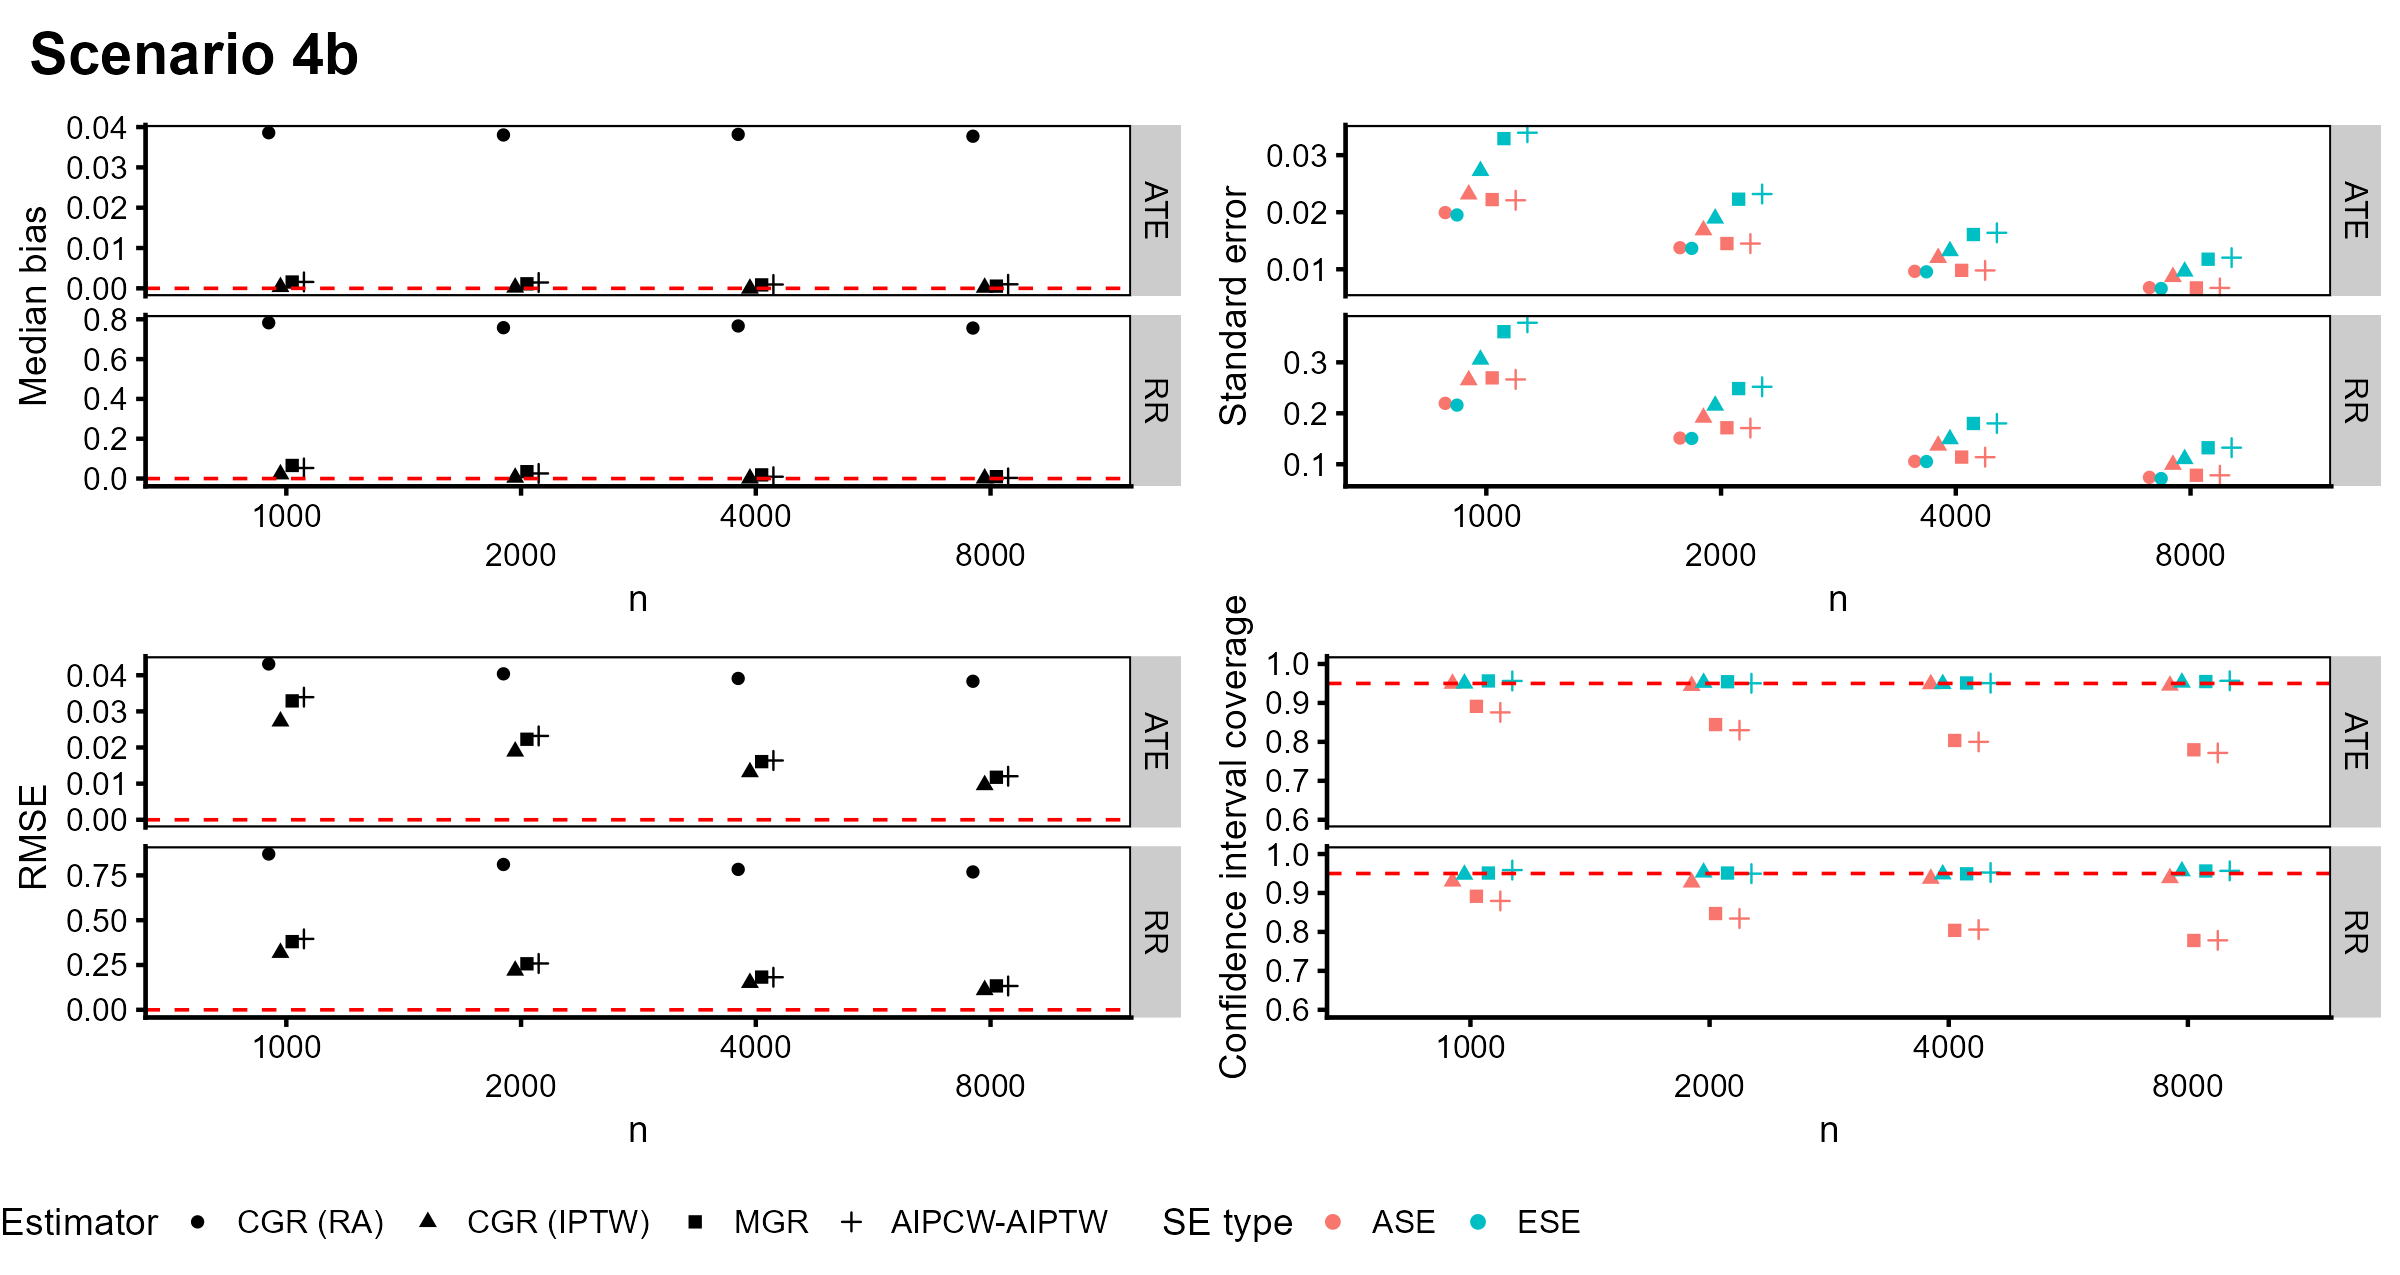 Scenario 4b
Median bias
0.04
0.03
0.02
0.01
0.00
ATE
0.8
0.6
0.4
0.2
0.0
RR
1000
2000
4000
8000
n
Standard error
0.03
0.02
0.01
ATE
0.3
0.2
0.1
RR
1000
2000
4000
8000
n
RMSE
0.04
0.03
0.02
0.01
0.00
ATE
0.75
0.50
0.25
0.00
RR
1000
2000
4000
8000
n
Confidence interval coverage
1.0
0.9
0.8
0.7
0.6
ATE
1.0
0.9
0.8
0.7
0.6
RR
1000
2000
4000
8000
n
Estimator CGR (RA) CGR (IPTW) MGR AIPCW-AIPTW SE type ASE ESE